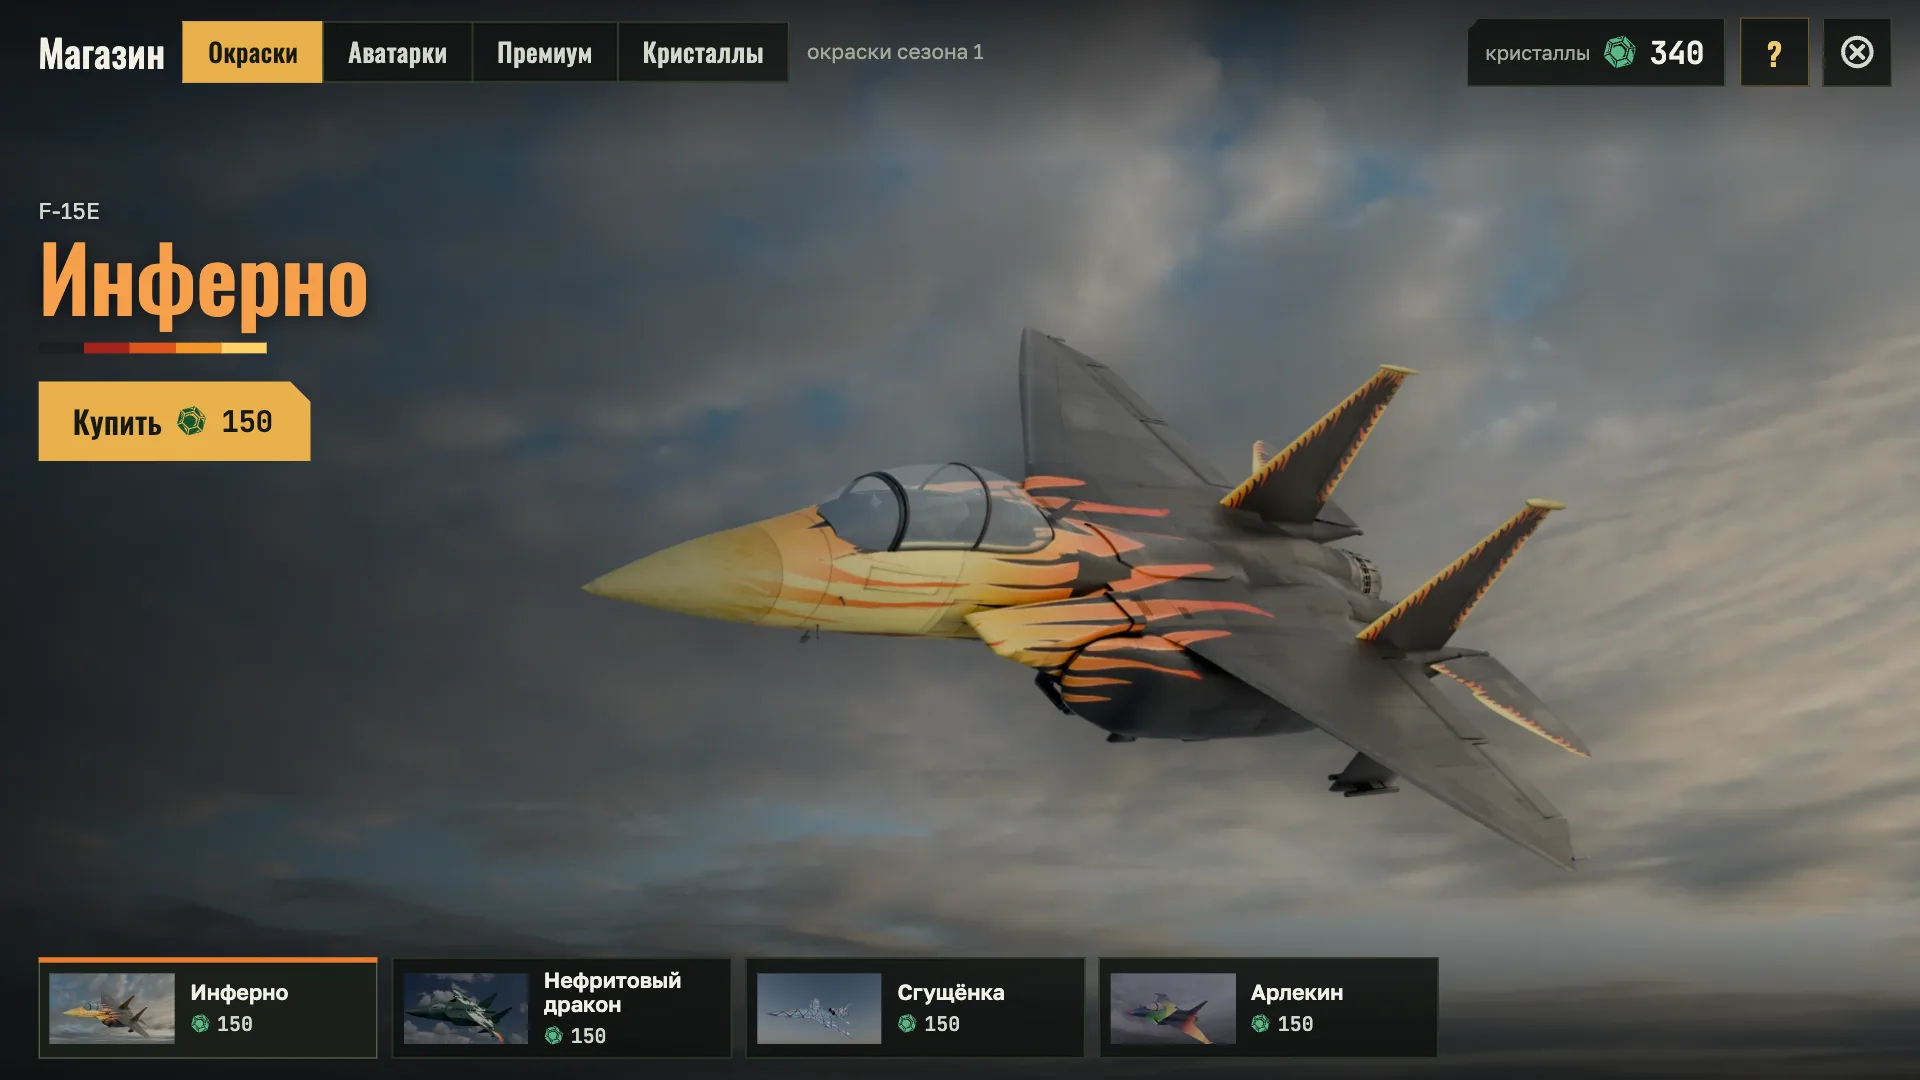 Магазин
Окраски
Аватарки
Премиум
Кристаллы
окраски сезона 1
кристаллы 340
?
F-15E
Инферно
Купить 150
Инферно
150
Нефритовый
дракон
150
Сгущёнка
150
Арлекин
150